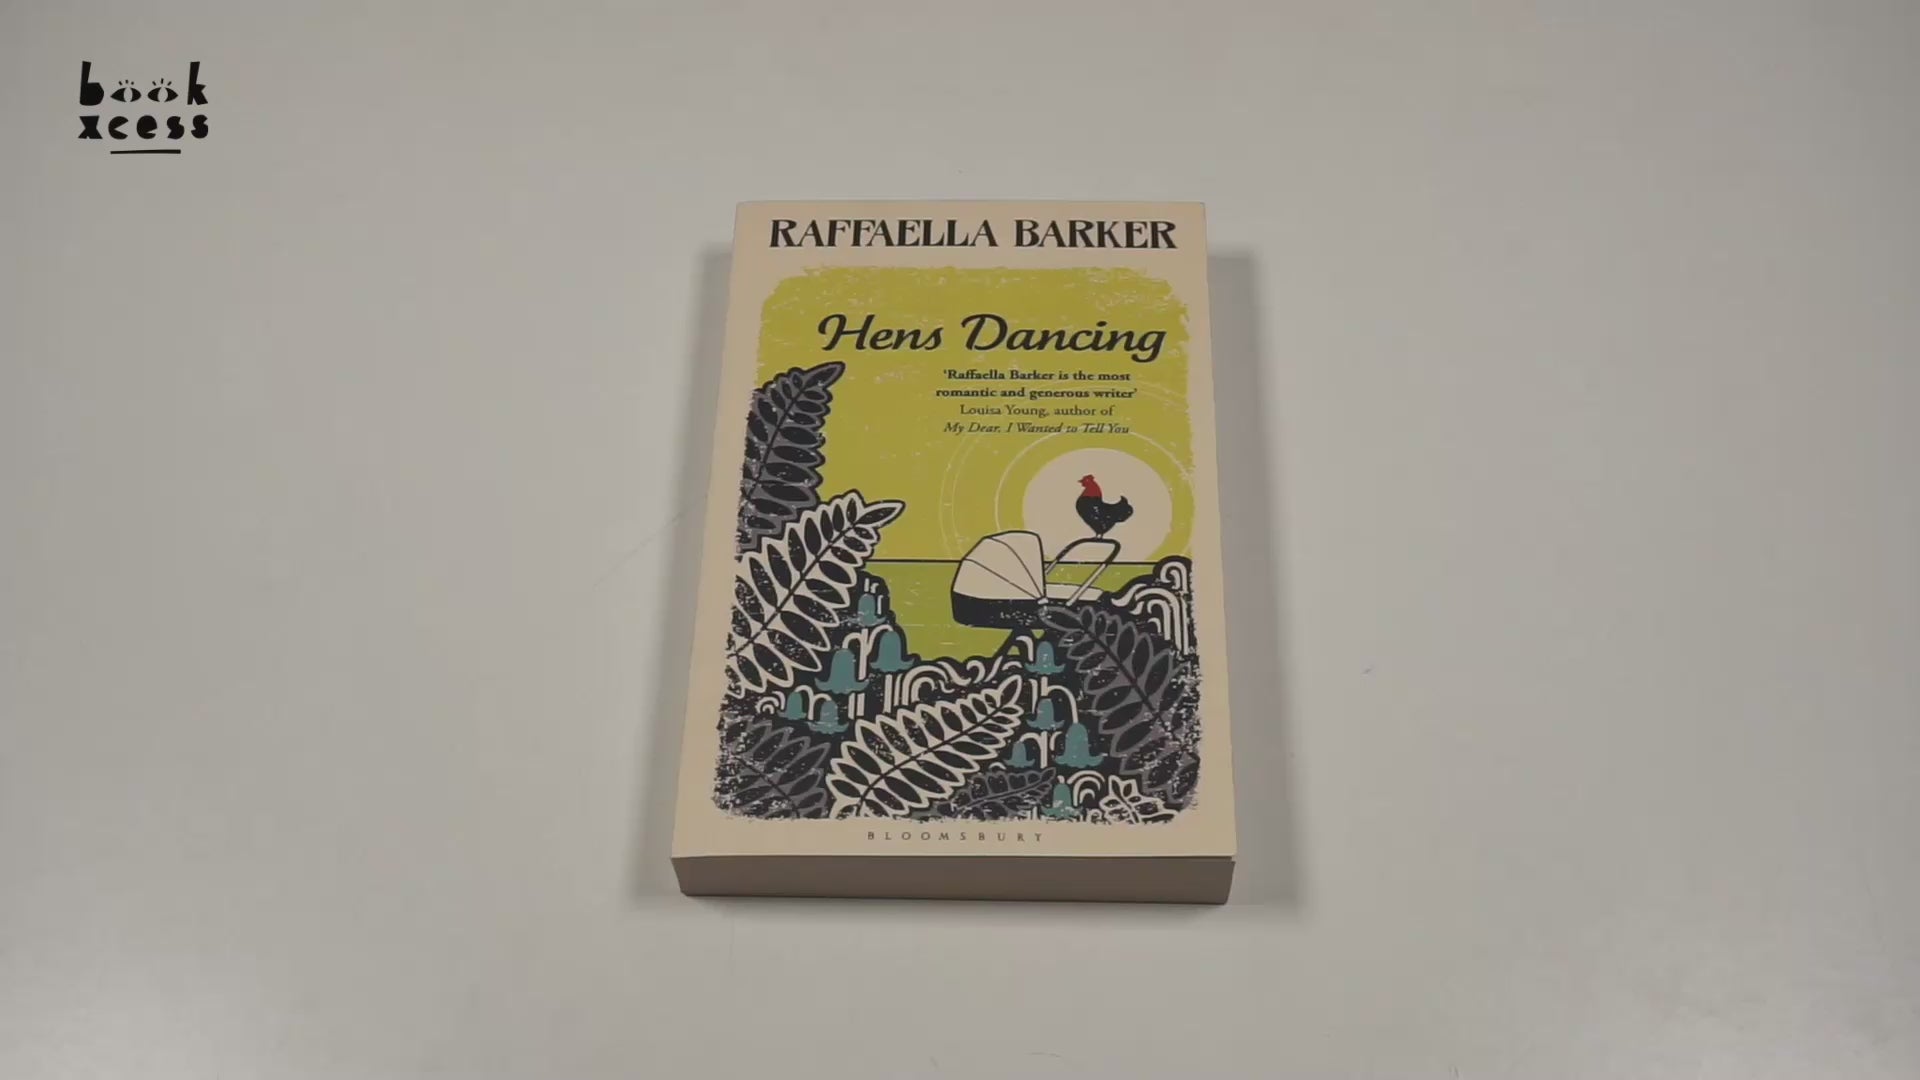 book
xcess
RAFFAELLA BARKER
Hens Dancing
'Raffaella Barker is the most
romantic and generous writer'
Louisa Young, author of
My Dear, I Wanted to Tell You
BLOOMSBURY